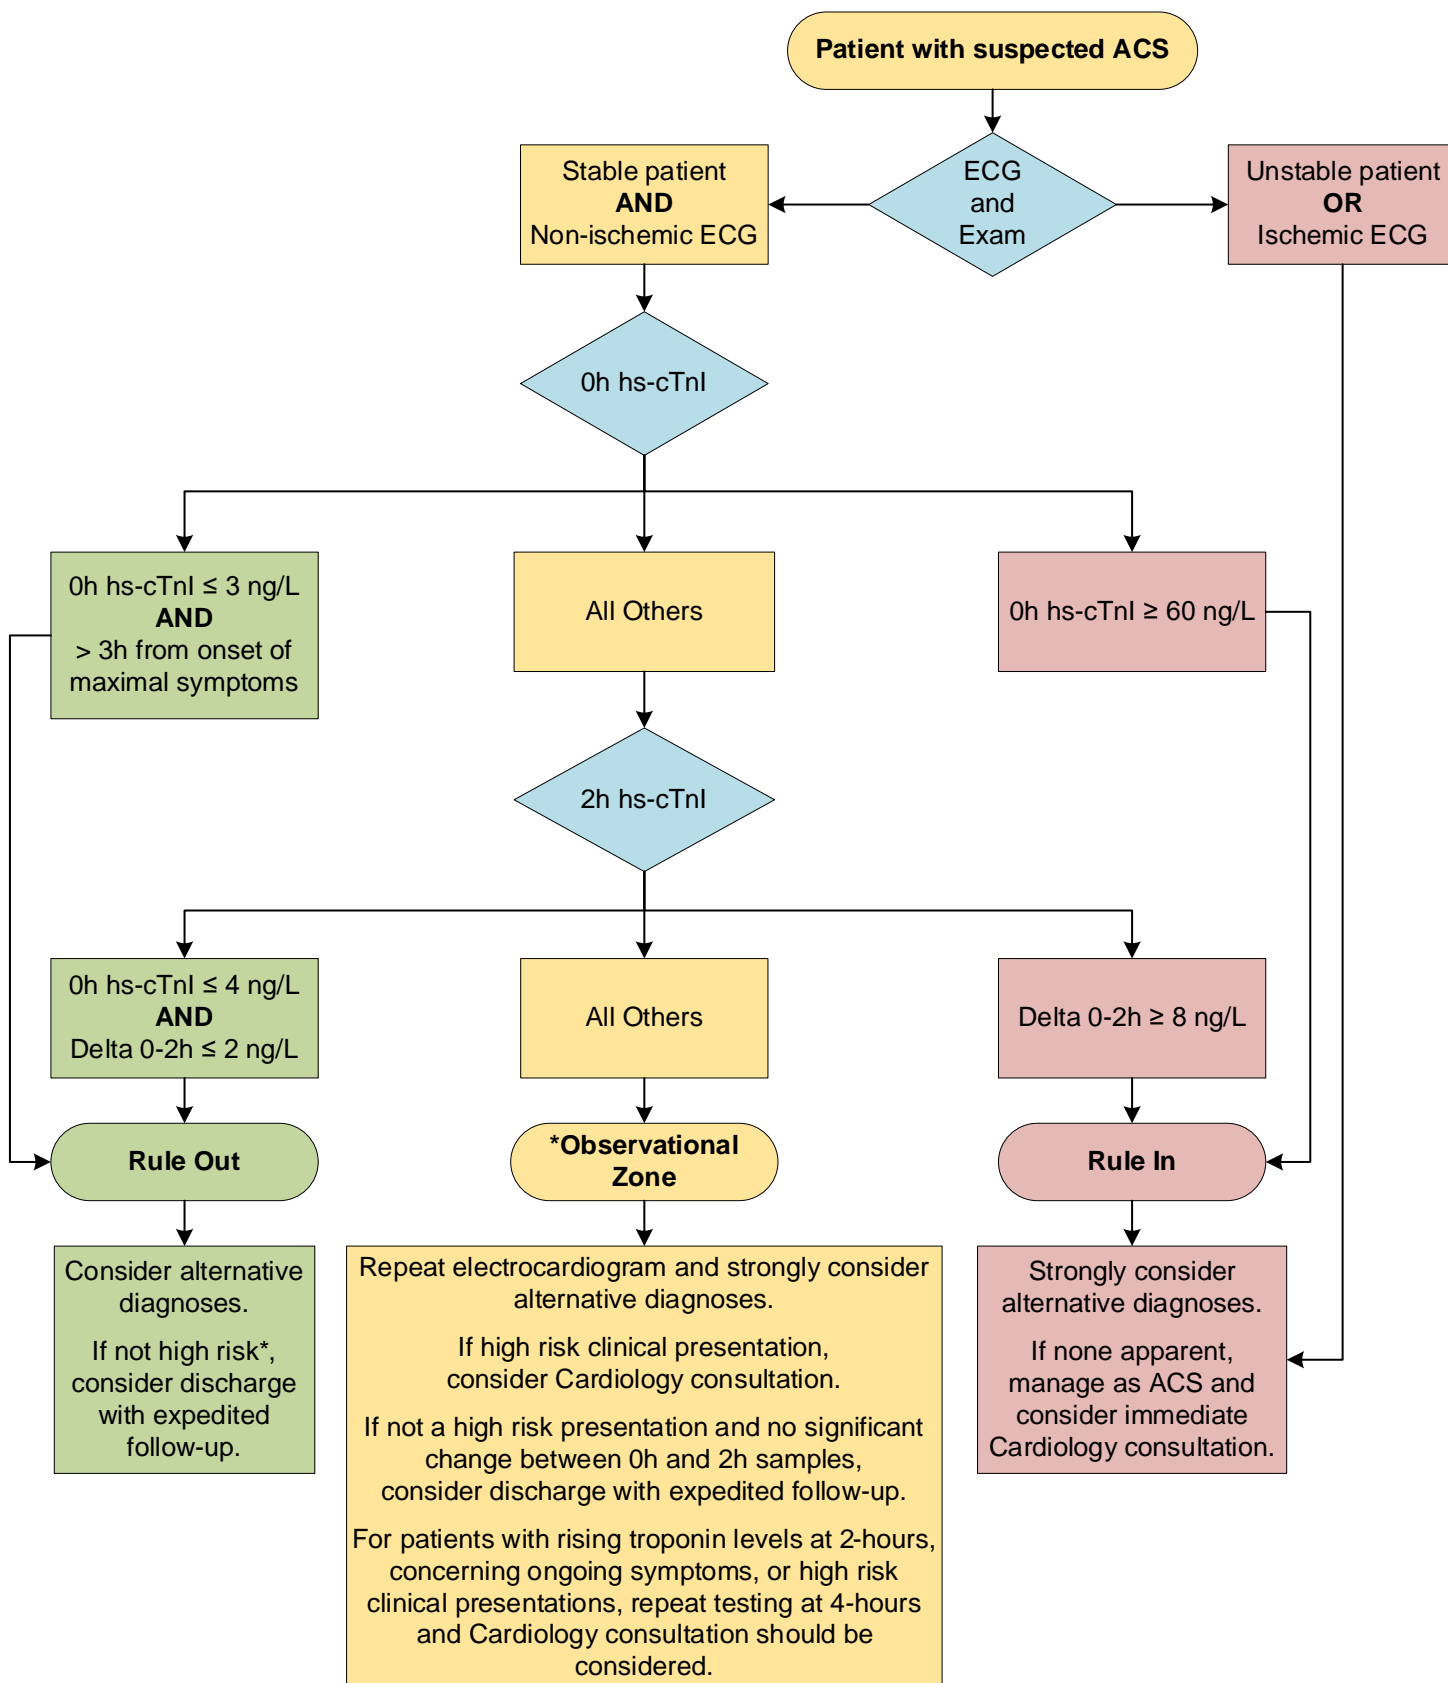 Patient with suspected ACS
ECG
and
Exam
Stable patient
AND
Non-ischemic ECG
Unstable patient
OR
Ischemic ECG
0h hs-cTnI
0h hs-cTnI ≤ 3 ng/L
AND
> 3h from onset of
maximal symptoms
All Others
0h hs-cTnI ≥ 60 ng/L
2h hs-cTnI
0h hs-cTnI ≤ 4 ng/L
AND
Delta 0-2h ≤ 2 ng/L
All Others
Delta 0-2h ≥ 8 ng/L
Rule Out
*Observational
Zone
Rule In
Consider alternative
diagnoses.
If not high risk*,
consider discharge
with expedited
follow-up.
Repeat electrocardiogram and strongly consider
alternative diagnoses.
If high risk clinical presentation,
consider Cardiology consultation.
If not a high risk presentation and no significant
change between 0h and 2h samples,
consider discharge with expedited follow-up.
For patients with rising troponin levels at 2-hours,
concerning ongoing symptoms, or high risk
clinical presentations, repeat testing at 4-hours
and Cardiology consultation should be
considered.
Strongly consider
alternative diagnoses.
If none apparent,
manage as ACS and
consider immediate
Cardiology consultation.